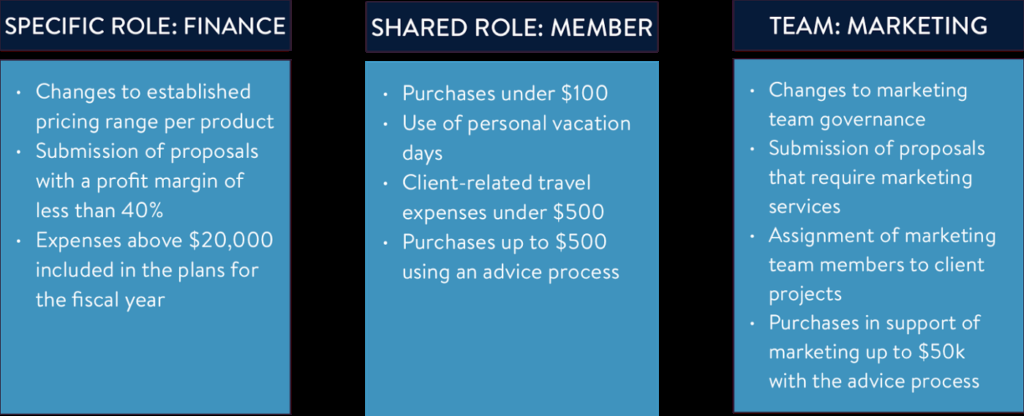 SPECIFIC ROLE: FINANCE
• Changes to established
pricing range per product
• Submission of proposals
with a profit margin of
less than 40%
• Expenses above $20,000
included in the plans for
the fiscal year
SHARED ROLE: MEMBER
• Purchases under $100
• Use of personal vacation
days
• Client-related travel
expenses under $500
• Purchases up to $500
using an advice process
TEAM: MARKETING
• Changes to marketing
team governance
• Submission of proposals
that require marketing
services
• Assignment of marketing
team members to client
projects
• Purchases in support of
marketing up to $50k
with the advice process